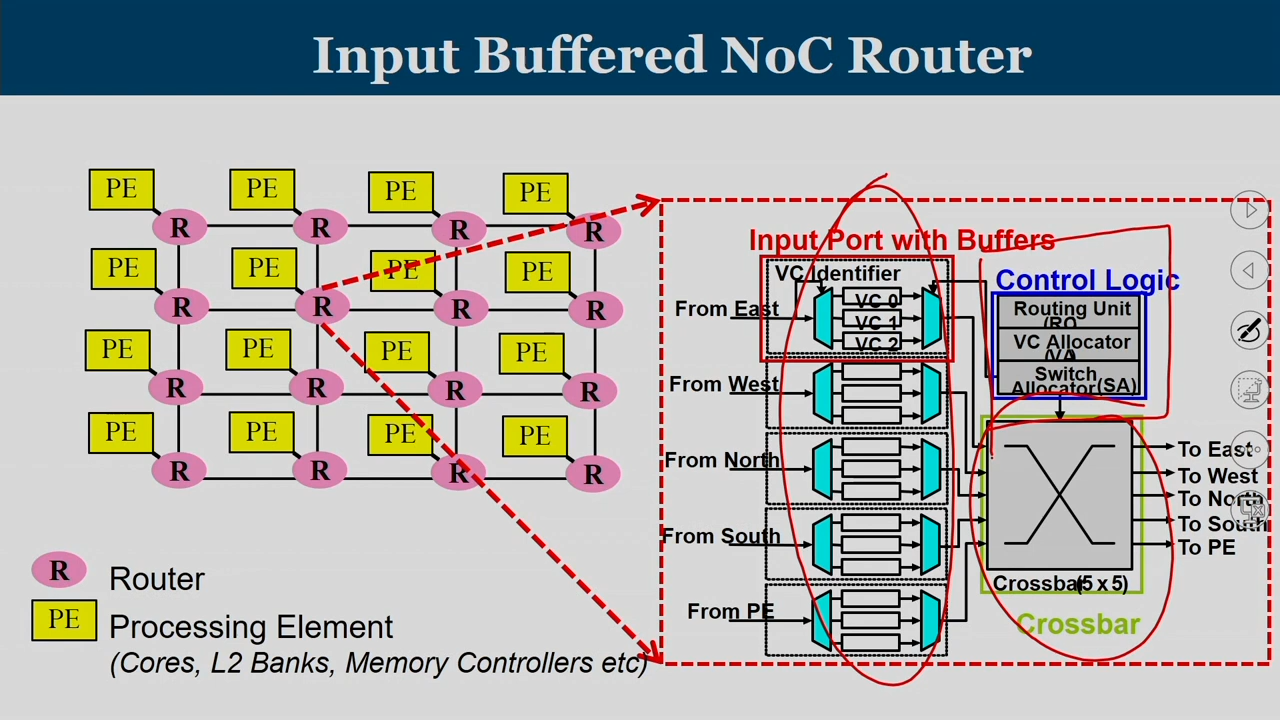 Input Buffered NoC Router
PE PE PE PE
R R R R
PE PE PE PE
R R R R
PE PE PE PE
R R R R
PE PE PE PE
R R R R
R Router
PE Processing Element
(Cores, L2 Banks, Memory Controllers etc)
Input Port with Buffers
VC Identifier
From East
VC 0
VC 1
VC 2
From West
From North
From South
From PE
Control Logic
Routing Unit
(RC
VC Allocator
(VA)
Switch
Allocator (SA)
To East
To West
To North
To South
To PE
Crossbar (5 x 5)
Crossbar